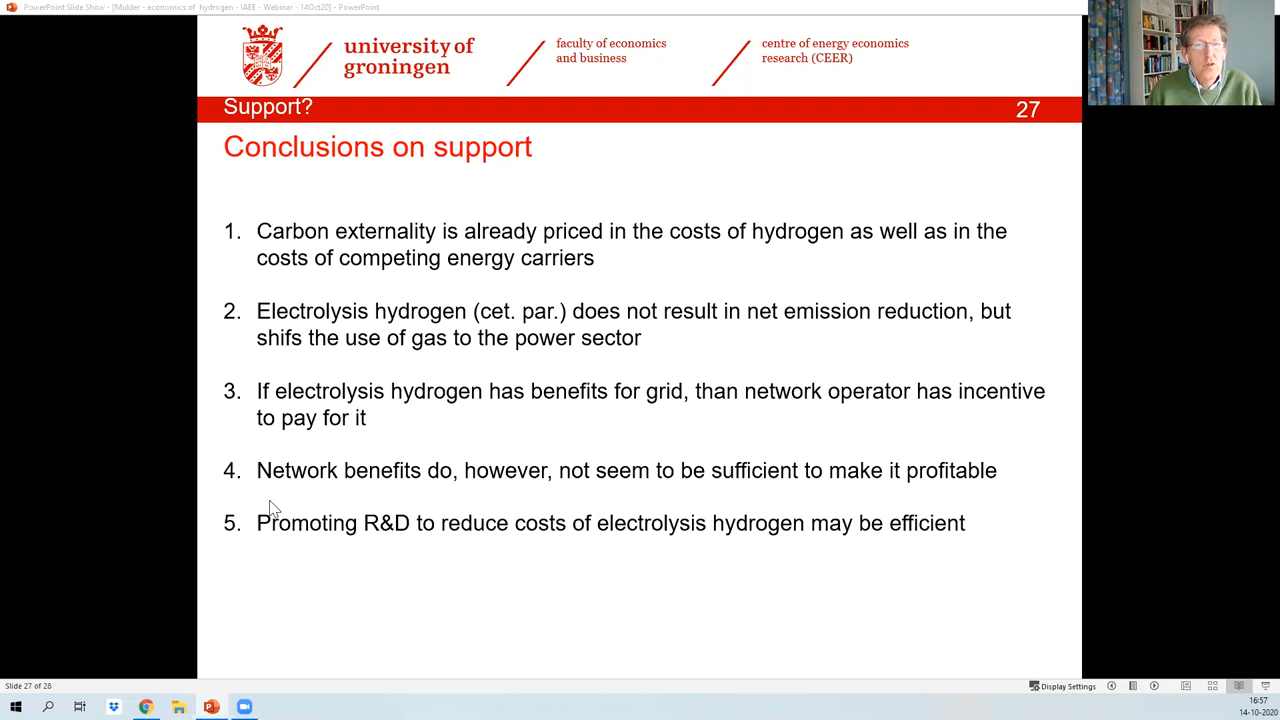 PowerPoint Slide Show - [Mulder - economics of hydrogen - IAEE - Webinar - 14Oct20] - PowerPoint
university of
groningen
faculty of economics
and business
centre of energy economics
research (CEER)
Support?
27
Conclusions on support
1. Carbon externality is already priced in the costs of hydrogen as well as in the
costs of competing energy carriers
2. Electrolysis hydrogen (cet. par.) does not result in net emission reduction, but
shifs the use of gas to the power sector
3. If electrolysis hydrogen has benefits for grid, than network operator has incentive
to pay for it
4. Network benefits do, however, not seem to be sufficient to make it profitable
5. Promoting R&D to reduce costs of electrolysis hydrogen may be efficient
Slide 27 of 28
Display Settings
16:57
14-10-2020